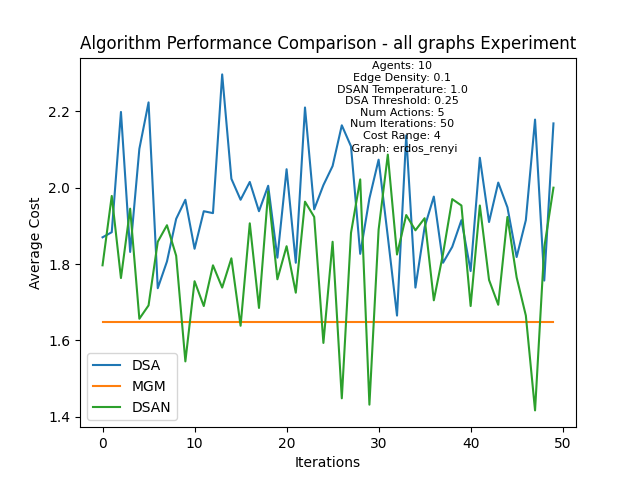 Algorithm Performance Comparison - all graphs Experiment
Agents: 10
Edge Density: 0.1
DSAN Temperature: 1.0
DSA Threshold: 0.25
Num Actions: 5
Num Iterations: 50
Cost Range: 4
Graph: erdos_renyi
Average Cost
2.2
2.0
1.8
1.6
1.4
DSA
MGM
DSAN
0 10 20 30 40 50
Iterations